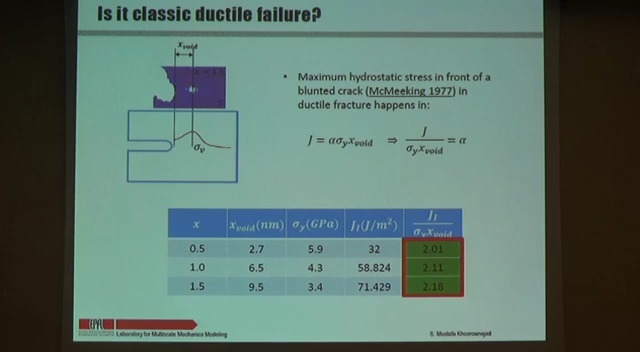 Is it classic ductile failure?
x_void
σ_v
• Maximum hydrostatic stress in front of a
blunted crack (McMeeking 1977) in
ductile fracture happens in:
J = ασ_y x_void ⇒ J / σ_y x_void = α
x x_void(nm) σ_y(GPa) J_I(J/m²) J_I / σ_y x_void
0.5 2.7 5.9 32 2.01
1.0 6.5 4.3 58.824 2.11
1.5 9.5 3.4 71.429 2.18
Laboratory for Multiscale Mechanics Modeling